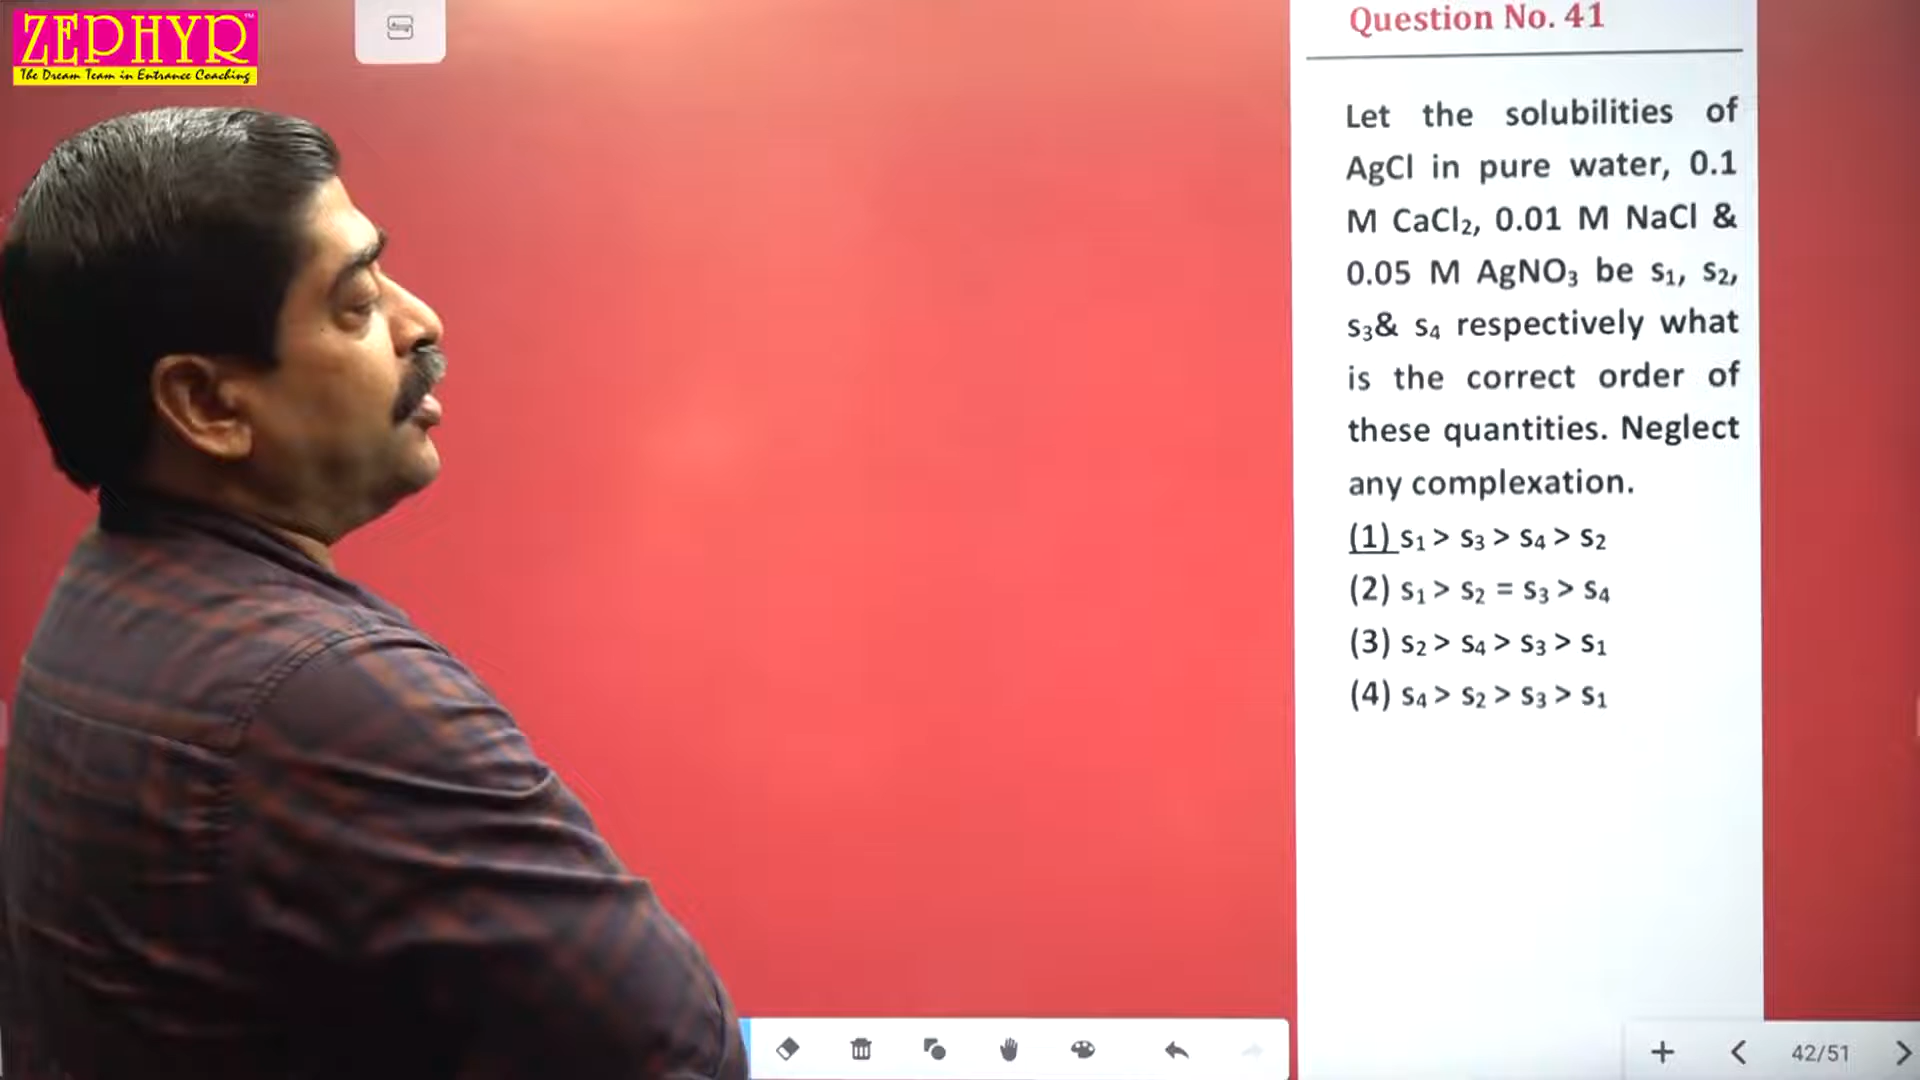 ZEPHYR™
The Dream Team in Entrance Coaching
Question No. 41
Let the solubilities of
AgCl in pure water, 0.1
M CaCl₂, 0.01 M NaCl &
0.05 M AgNO₃ be s₁, s₂,
s₃& s₄ respectively what
is the correct order of
these quantities. Neglect
any complexation.
(1) s₁ > s₃ > s₄ > s₂
(2) s₁ > s₂ = s₃ > s₄
(3) s₂ > s₄ > s₃ > s₁
(4) s₄ > s₂ > s₃ > s₁
42/51